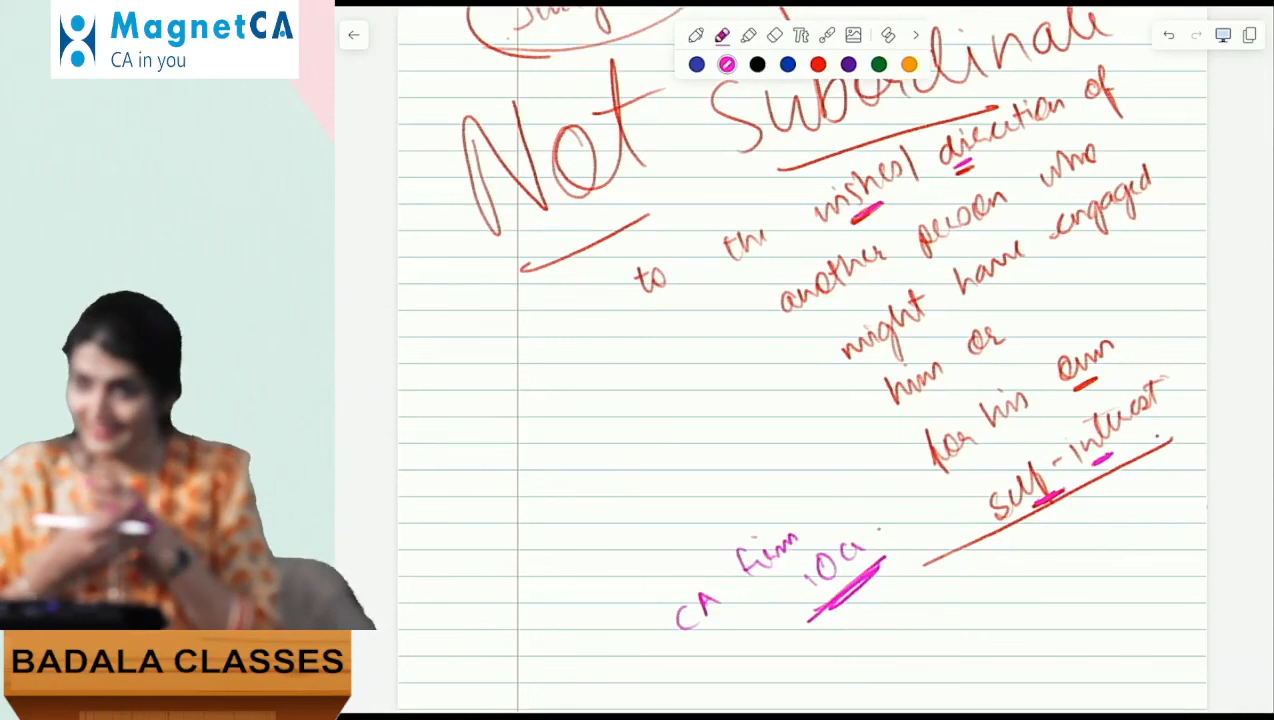 MagnetCA
CA in you
Not Subordinate
to the wishes/ direction of
another person who
might have engaged
him or
for his own
self-interest
CA firm
BADALA CLASSES